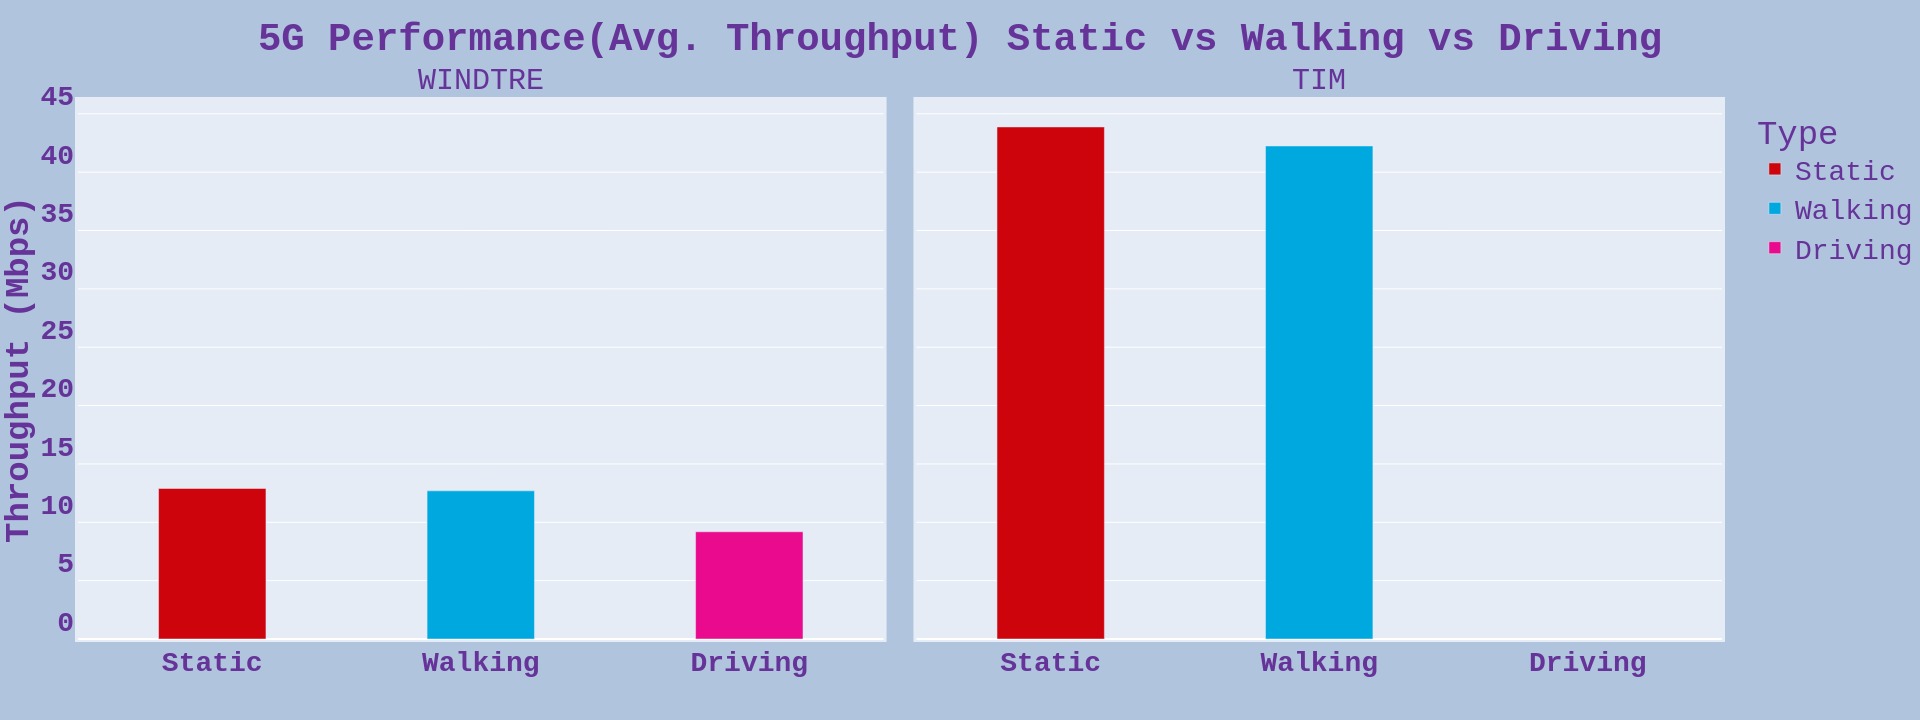 5G Performance(Avg. Throughput) Static vs Walking vs Driving
WINDTRE
TIM
Throughput (Mbps)
45
40
35
30
25
20
15
10
5
0
Static
Walking
Driving
Static
Walking
Driving
Type
Static
Walking
Driving